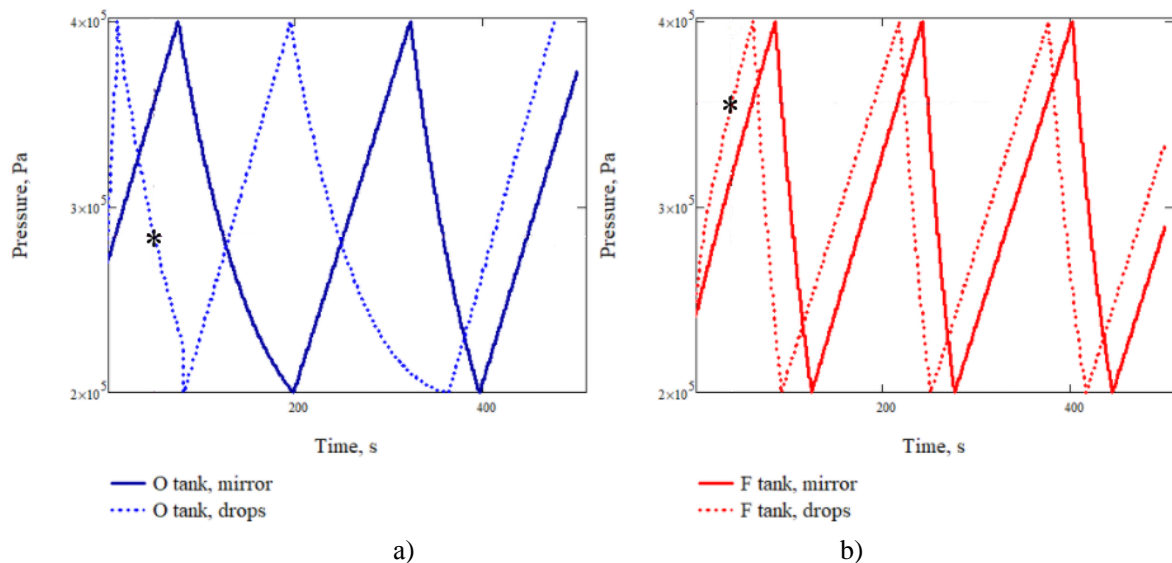 4×10⁵
3×10⁵
2×10⁵
Pressure, Pa
*
200
400
Time, s
O tank, mirror
O tank, drops
a)
4×10⁵
3×10⁵
2×10⁵
Pressure, Pa
*
200
400
Time, s
F tank, mirror
F tank, drops
b)